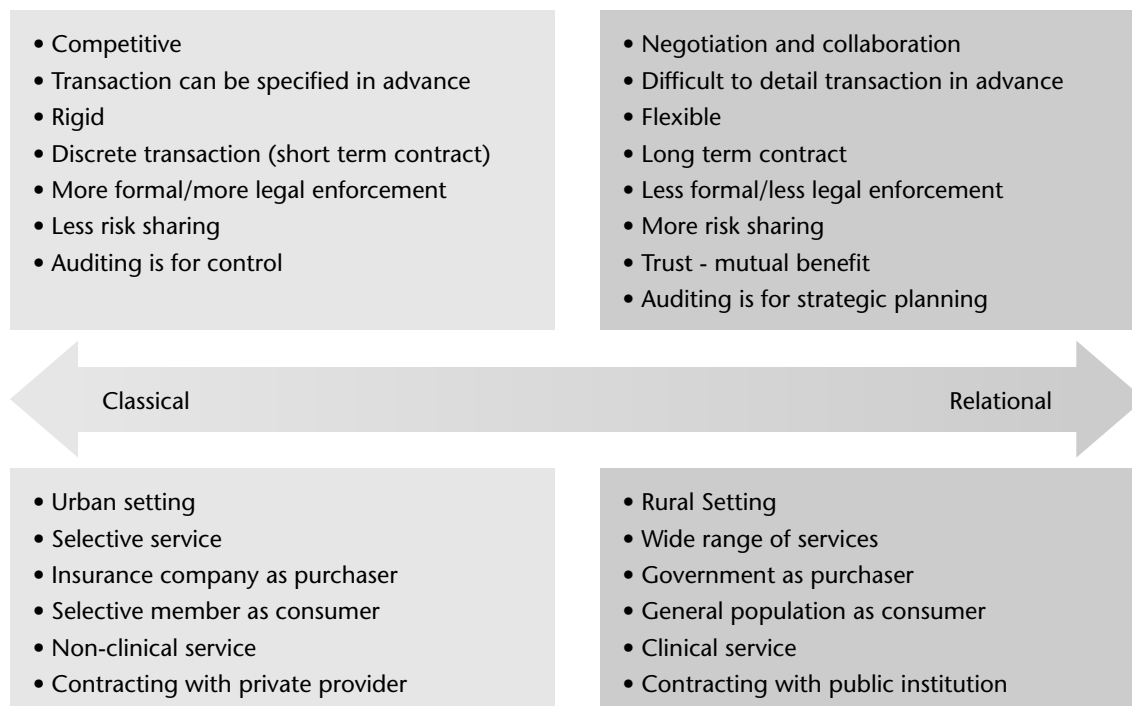 • Competitive
• Transaction can be specified in advance
• Rigid
• Discrete transaction (short term contract)
• More formal/more legal enforcement
• Less risk sharing
• Auditing is for control
• Negotiation and collaboration
• Difficult to detail transaction in advance
• Flexible
• Long term contract
• Less formal/less legal enforcement
• More risk sharing
• Trust - mutual benefit
• Auditing is for strategic planning
Classical
Relational
• Urban setting
• Selective service
• Insurance company as purchaser
• Selective member as consumer
• Non-clinical service
• Contracting with private provider
• Rural Setting
• Wide range of services
• Government as purchaser
• General population as consumer
• Clinical service
• Contracting with public institution